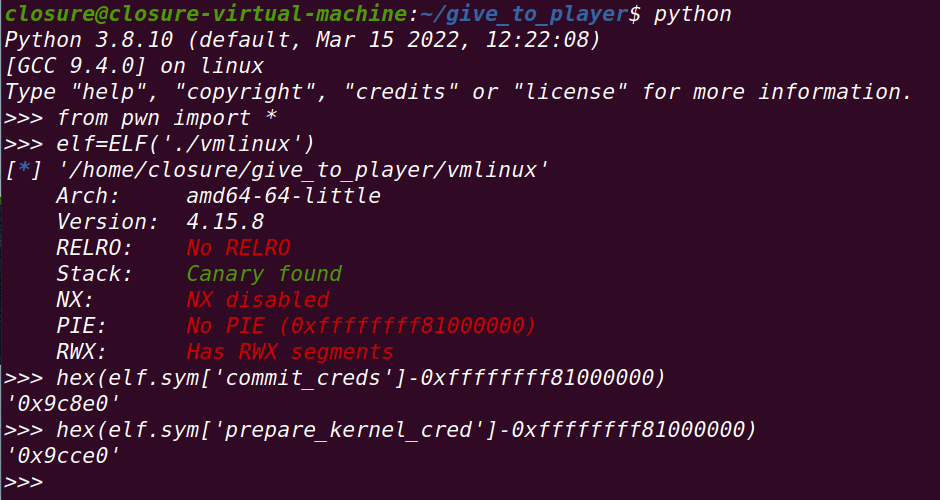 closure@closure-virtual-machine:~/give_to_player$ python
Python 3.8.10 (default, Mar 15 2022, 12:22:08)
[GCC 9.4.0] on linux
Type "help", "copyright", "credits" or "license" for more information.
>>> from pwn import *
>>> elf=ELF('./vmlinux')
[*] '/home/closure/give_to_player/vmlinux'
    Arch:     amd64-64-little
    Version:  4.15.8
    RELRO:    No RELRO
    Stack:    Canary found
    NX:       NX disabled
    PIE:      No PIE (0xffffffff81000000)
    RWX:      Has RWX segments
>>> hex(elf.sym['commit_creds']-0xffffffff81000000)
'0x9c8e0'
>>> hex(elf.sym['prepare_kernel_cred']-0xffffffff81000000)
'0x9cce0'
>>>